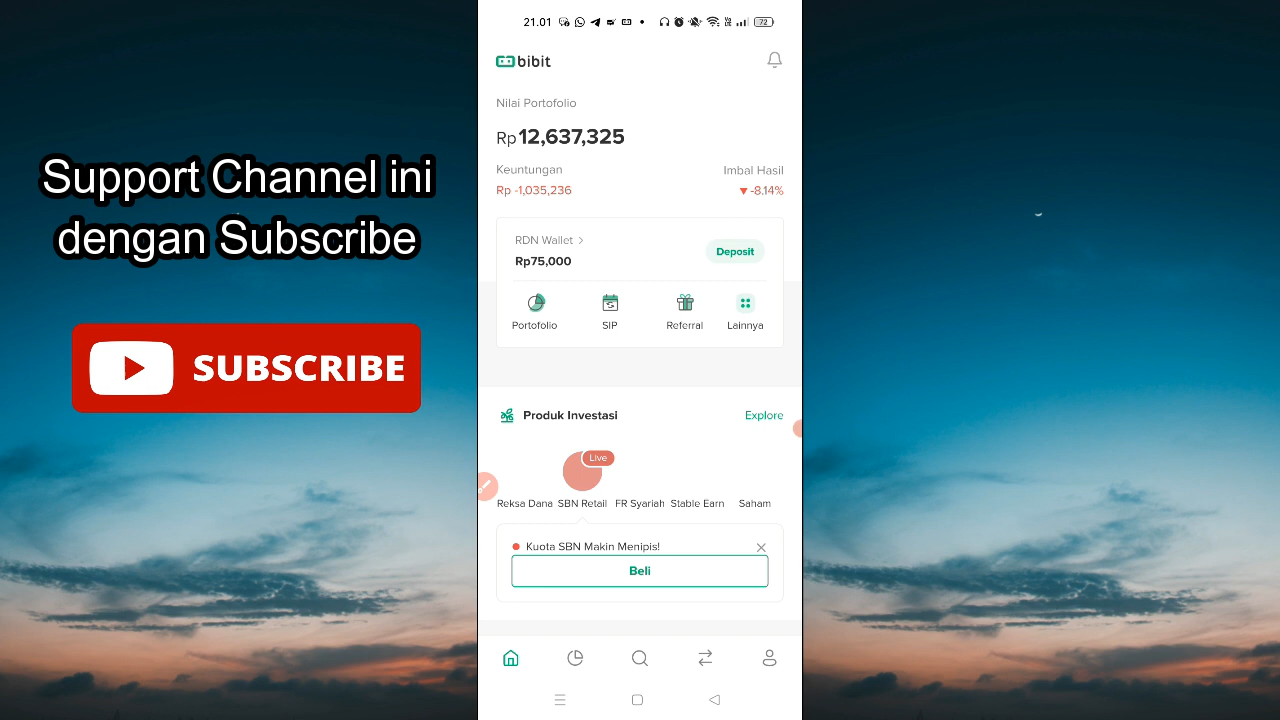 Support Channel ini
dengan Subscribe
SUBSCRIBE
21.01
72
bibit
Nilai Portofolio
Rp 12,637,325
Keuntungan
Imbal Hasil
Rp -1,035,236
▼-8.14%
RDN Wallet >
Rp75,000
Deposit
Portofolio
SIP
Referral
Lainnya
Produk Investasi
Explore
Live
Reksa Dana
SBN Retail
FR Syariah
Stable Earn
Saham
Kuota SBN Makin Menipis!
Beli